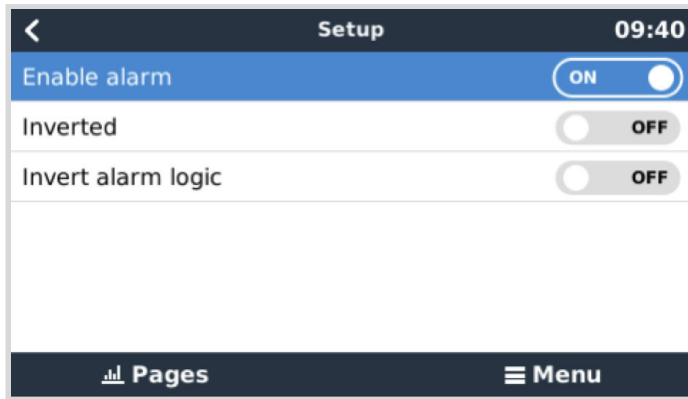 Setup 09:40
Enable alarm ON
Inverted OFF
Invert alarm logic OFF
Pages Menu